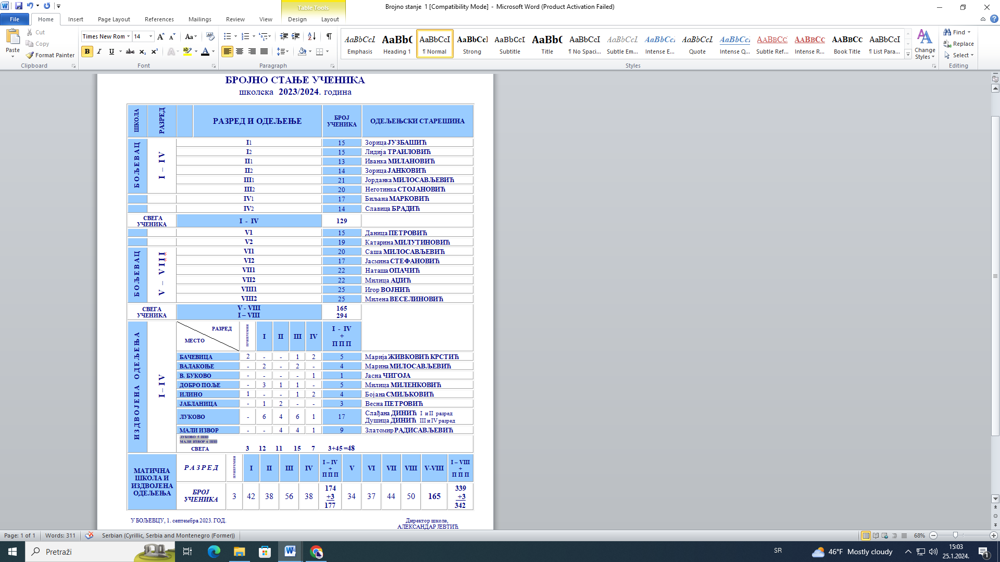 Brojno stanje  1 [Compatibility Mode]  -  Microsoft Word (Product Activation Failed)
Table Tools
File Home Insert Page Layout References Mailings Review View Design Layout
Paste
Cut
Copy
Format Painter
Clipboard
Times New Rom 14
Font
Paragraph
AaBbCcL AaBbC AaBbCcI AaBbCcI AaBbCcI AaBbC AaBbCcI AaBbCcL AaBbCcI AaBbCcL AaBbCcI AABBCC AABBCC AABBCC AaBbCcI
Emphasis Heading 1 ¶ Normal Strong Subtitle Title ¶ No Spaci... Subtle Em... Intense E... Quote Intense Q... Subtle Ref... Intense R... Book Title ¶ List Para...
Styles
Change Styles
Find
Replace
Select
Editing
БРОЈНО СТАЊЕ УЧЕНИКА
школска 2023/2024. година
ШКОЛА РАЗРЕД РАЗРЕД И ОДЕЉЕЊЕ БРОЈ УЧЕНИКА ОДЕЉЕЊСКИ СТАРЕШИНА
БОЉЕВАЦ I – IV
I1 15 Зорица ЈУЗБАШИЋ
I2 15 Лидија ТРАИЛОВИЋ
II1 13 Иванка МИЛАНОВИЋ
II2 14 Зорица ЈАНКОВИЋ
III1 21 Јорданка МИЛОСАВЉЕВИЋ
III2 20 Неготинка СТОЈАНОВИЋ
IV1 17 Биљана МАРКОВИЋ
IV2 14 Славица БРАДИЋ
СВЕГА УЧЕНИКА I - IV 129
V1 15 Даница ПЕТРОВИЋ
V2 19 Катарина МИЛУТИНОВИЋ
БОЉЕВАЦ V – VIII
VI1 20 Саша МИЛОСАВЉЕВИЋ
VI2 17 Јасмина СТЕФАНОВИЋ
VII1 22 Наташа ОПАЧИЋ
VII2 22 Милица АЏИЋ
VIII1 25 Игор ВОЈНИЋ
VIII2 25 Милена ВЕСЕЛИНОВИЋ
СВЕГА УЧЕНИКА V - VIII 165
I – VIII 294
ИЗДВОЈЕНА ОДЕЉЕЊА I – IV
РАЗРЕД МЕСТО ПРИПРЕМНИ I II III IV I - IV + П П П
БАЧЕВИЦА 2 - - 1 2 5 Марија ЖИВКОВИЋ КРСТИЋ
ВАЛАКОЊЕ - 2 - 2 - 4 Марина МИЛОСАВЉЕВИЋ
В. БУКОВО - - - - 1 1 Јасна ЧИГОЈА
ДОБРО ПОЉЕ - 3 1 1 - 5 Милица МИЛЕНКОВИЋ
ИЛИНО 1 - - 1 2 4 Бојана СМИЉКОВИЋ
ЈАБЛАНИЦА - 1 2 - - 3 Весна ПЕТРОВИЋ
ЛУКОВО - 6 4 6 1 17 Слађана ДИНИЋ I и II разред
Душица ДИНИЋ III и IV разред
МАЛИ ИЗВОР - - 4 4 1 9 Златомир РАДИСАВЉЕВИЋ
ЛУКОВО 5 ППП
МАЛИ ИЗВОР 6 ППП
СВЕГА 3 12 11 15 7 3+45 =48
МАТИЧНА ШКОЛА И ИЗДВОЈЕНА ОДЕЉЕЊА
Р А З Р Е Д ПРИПРЕМНИ I II III IV I – IV + П П П V VI VII VIII V-VIII I – VIII + П П П
БРОЈ УЧЕНИКА 3 42 38 56 38 174 +3 177 34 37 44 50 165 339 +3 342
У БОЉЕВЦУ, 1. септембра 2023. ГОД.
Директор школе,
АЛЕКСАНДАР ЈЕВТИЋ
Page: 1 of 1 Words: 311 Serbian (Cyrillic, Serbia and Montenegro (Former)) 68%
Pretraži
SR
46°F Mostly cloudy
15:03
25.1.2024.
1